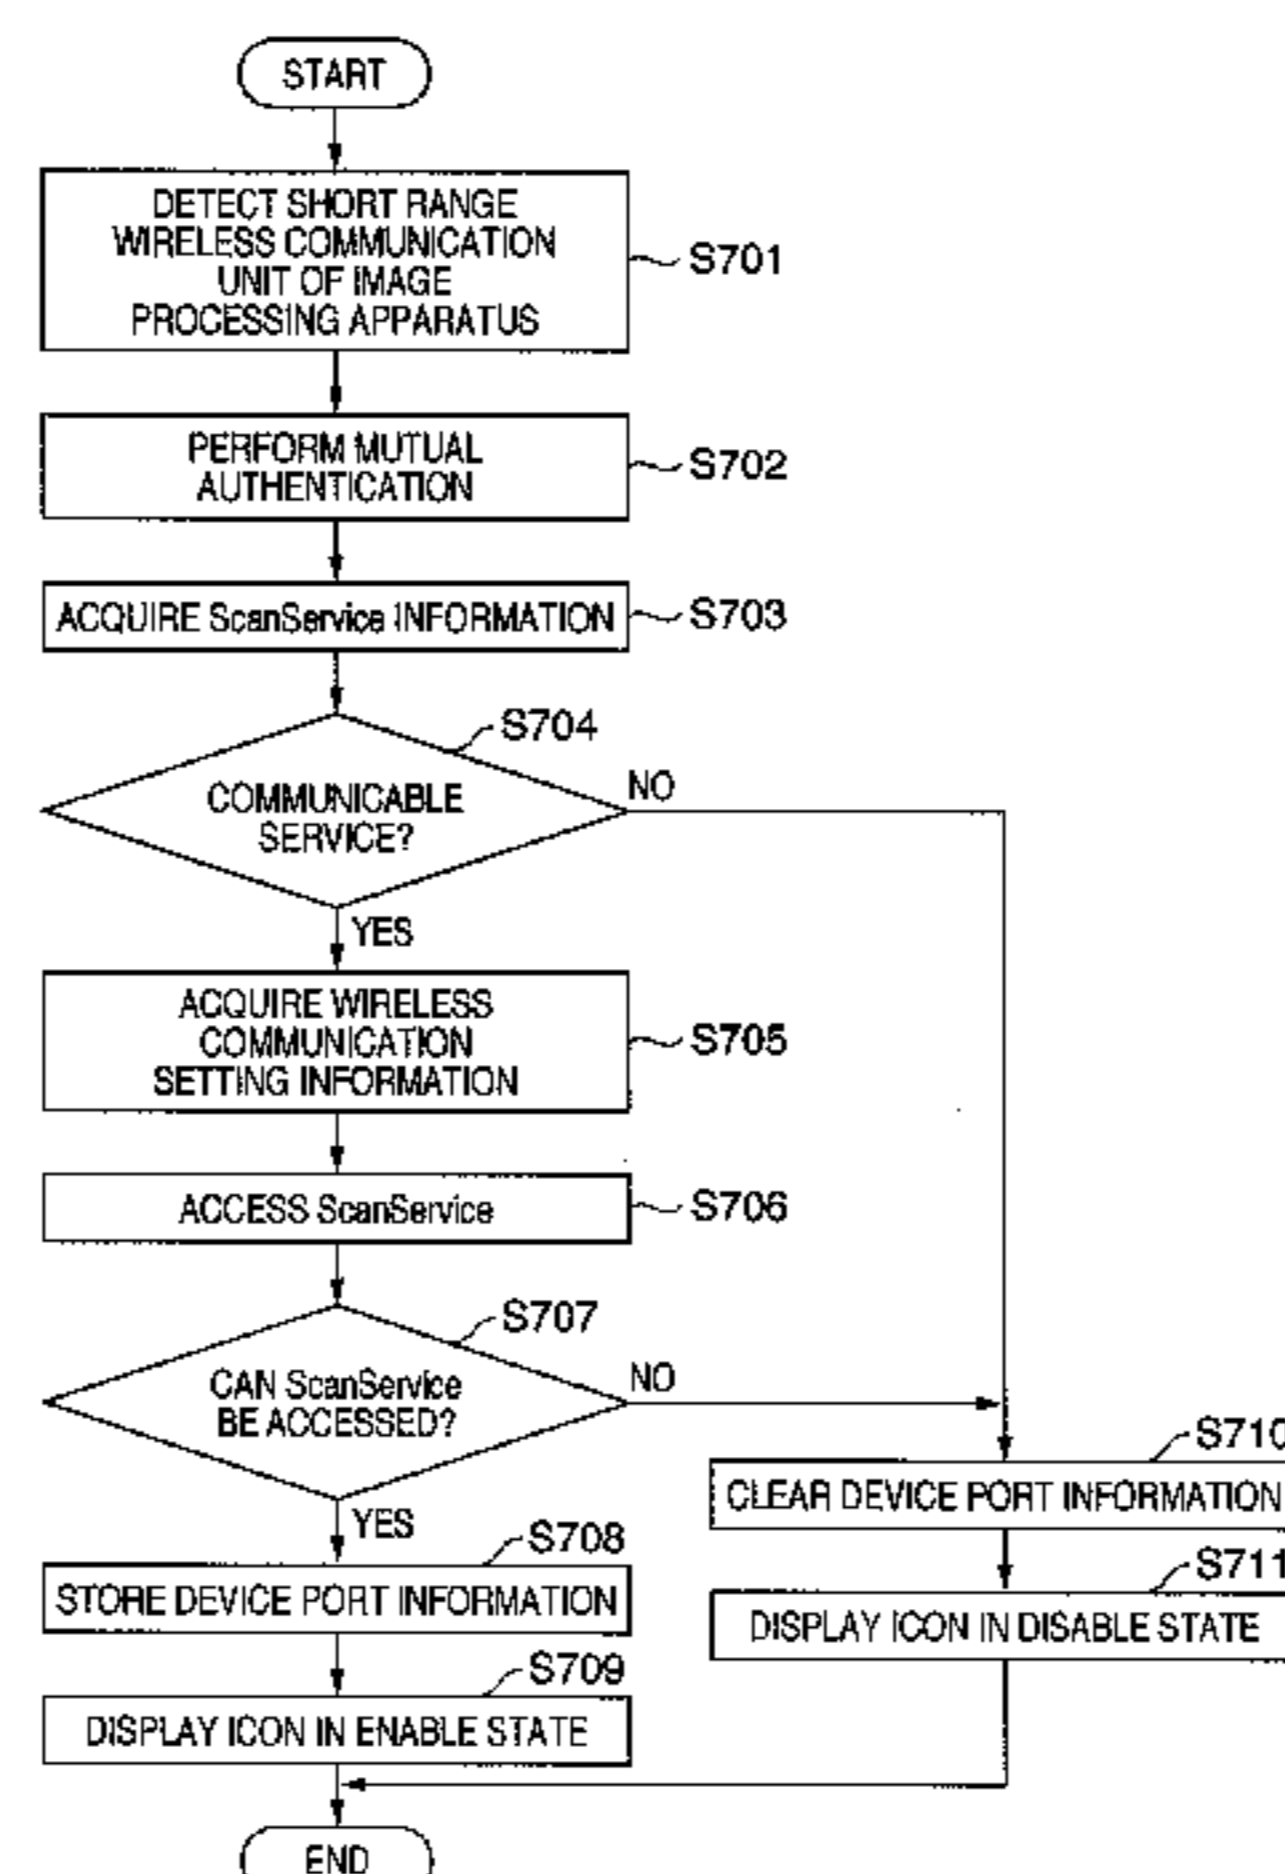 START
DETECT SHORT RANGE
WIRELESS COMMUNICATION
UNIT OF IMAGE
PROCESSING APPARATUS
S701
PERFORM MUTUAL
AUTHENTICATION
S702
ACQUIRE ScanService INFORMATION
S703
S704
COMMUNICABLE
SERVICE?
NO
YES
ACQUIRE WIRELESS
COMMUNICATION
SETTING INFORMATION
S705
ACCESS ScanService
S706
S707
CAN ScanService
BE ACCESSED?
NO
YES
S710
CLEAR DEVICE PORT INFORMATION
S708
STORE DEVICE PORT INFORMATION
S711
DISPLAY ICON IN DISABLE STATE
S709
DISPLAY ICON IN ENABLE STATE
END